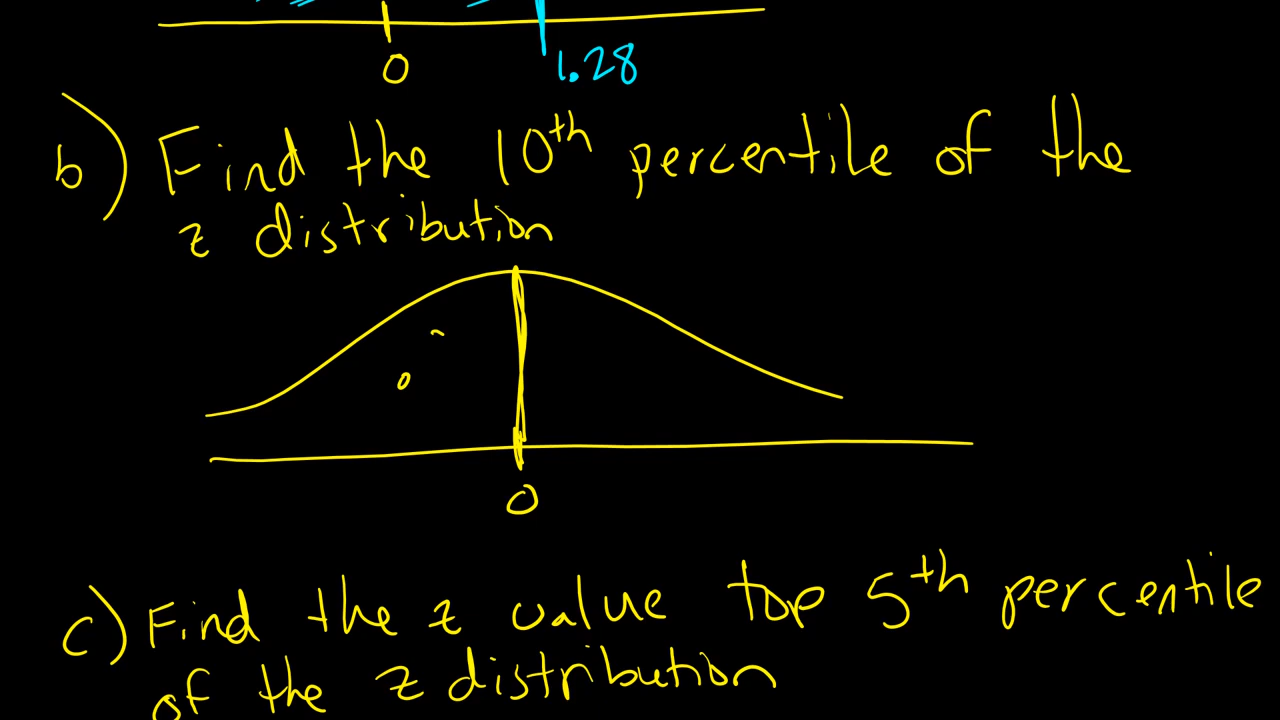 0
1.28
b) Find the 10th percentile of the
z distribution
0
c) Find the z value top 5th percentile
of the z distribution